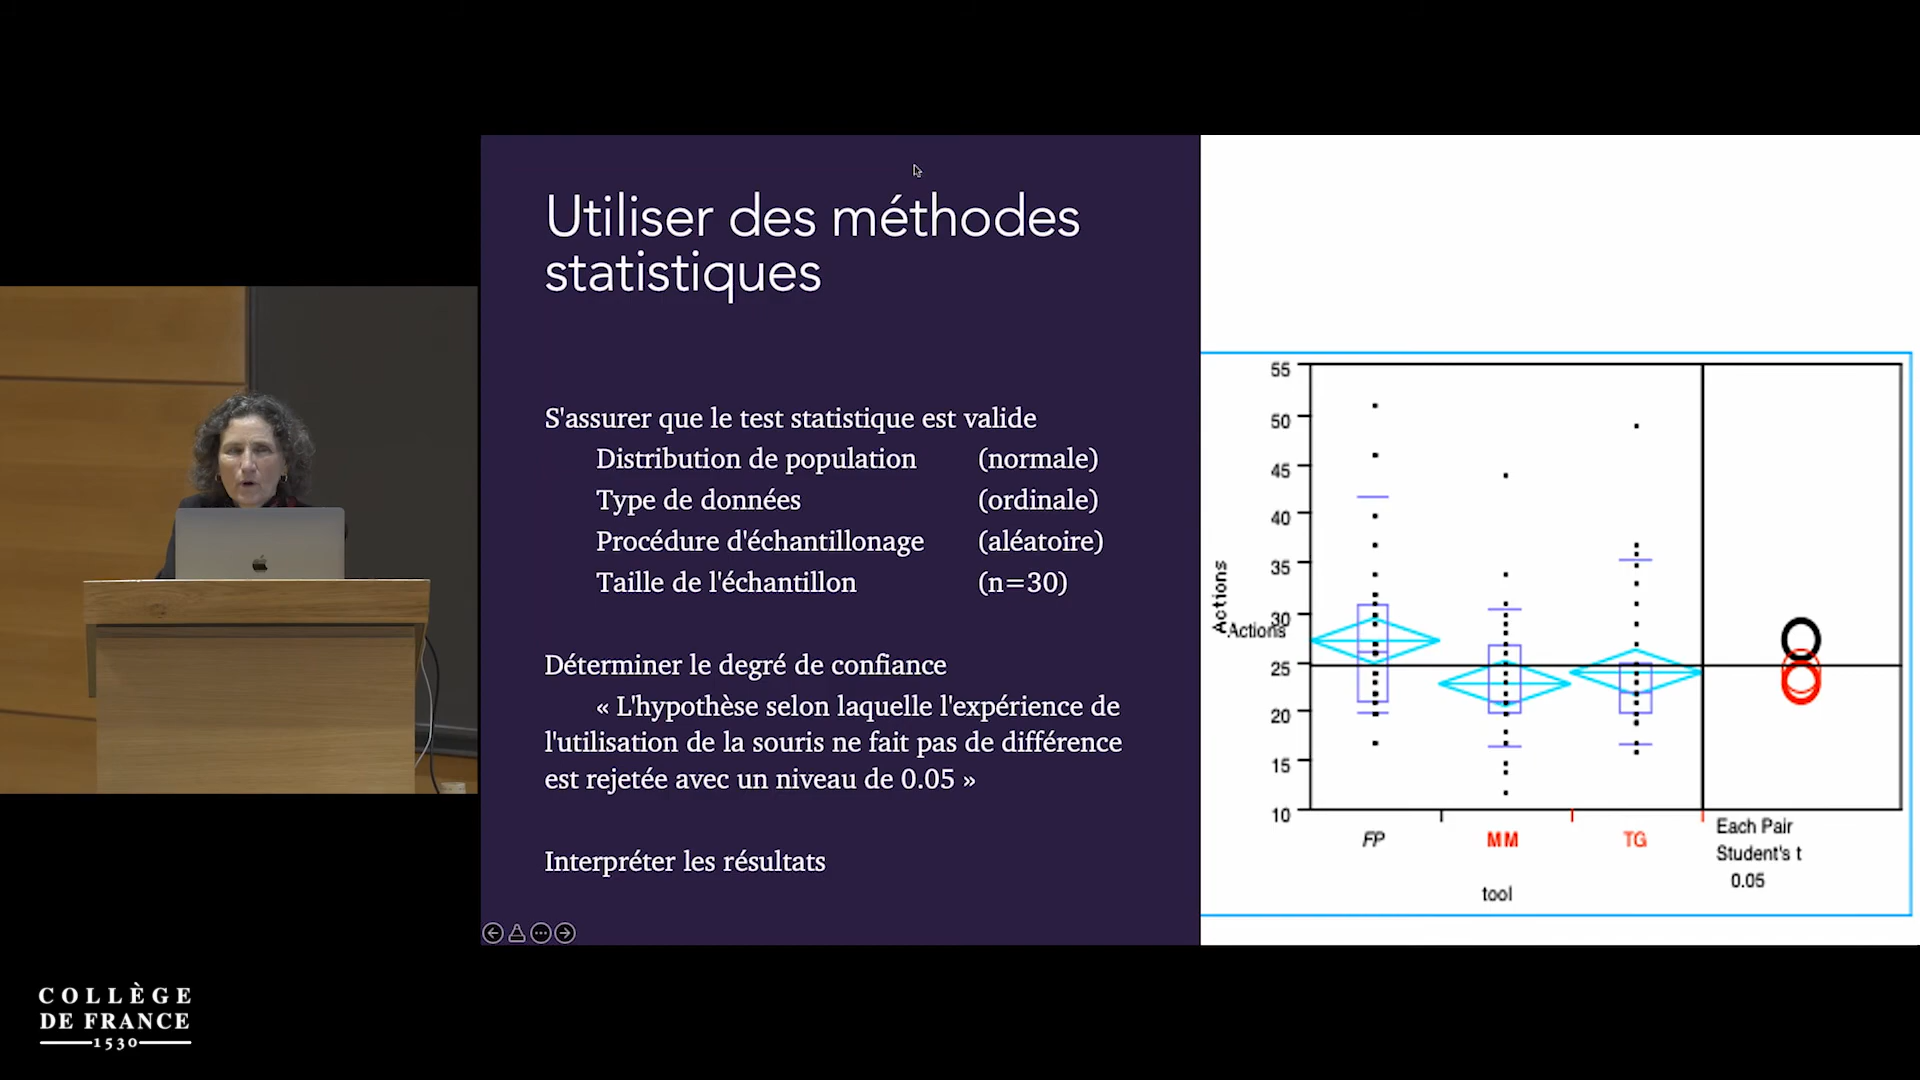 Utiliser des méthodes
statistiques
S'assurer que le test statistique est valide
Distribution de population (normale)
Type de données (ordinale)
Procédure d'échantillonage (aléatoire)
Taille de l'échantillon (n=30)
Déterminer le degré de confiance
« L'hypothèse selon laquelle l'expérience de
l'utilisation de la souris ne fait pas de différence
est rejetée avec un niveau de 0.05 »
Interpréter les résultats
55
50
45
40
35
30
25
20
15
10
Actions
Actions
FP
MM
TG
tool
Each Pair
Student's t
0.05
COLLÈGE
DE FRANCE
1530